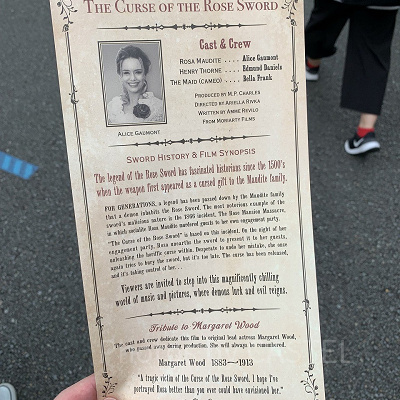 THE CURSE OF THE ROSE SWORD
Cast & Crew
ROSA MAUDITE . . . . Alice Gaumont
HENRY THORNE . . . . Edmund Daniels
THE MAID (CAMEO) . . . . Bella Frank
PRODUCED BY M.P. CHARLES
DIRECTED BY ARIELLA RIVKA
WRITTEN BY ANNE REVILO
FROM MORIARTY FILMS
ALICE GAUMONT
SWORD HISTORY & FILM SYNOPSIS
The legend of the Rose Sword has fascinated historians since the 1500's
when the weapon first appeared as a cursed gift to the Maudite family.
FOR GENERATIONS, a legend has been passed down by the Maudite family
that a demon inhabits the Rose Sword. The most notorious example of the
sword's malicious nature is the 1866 incident, The Rose Mansion Massacre,
in which socialite Rosa Maudite murdered guests to her own engagement party.
"The Curse of the Rose Sword" is based on this incident. On the night of her
engagement party, Rosa unearths the sword to present it to her guests,
unleashing the horrific curse within. Desperate to undo her mistake, she once
again tries to bury the sword, but it's too late. The curse has been released,
and it's taking control of her. . .
Viewers are invited to step into this magnificently chilling
world of music and pictures, where demons lurk and evil reigns.
Tribute to Margaret Wood
The cast and crew dedicate this film to original lead actress Margaret Wood,
who passed away during production. She will always be remembered.
Margaret Wood 1883—1913
"A tragic victim of the Curse of the Rose Sword. I hope I've
portrayed Rosa better than you ever could have envisioned her."